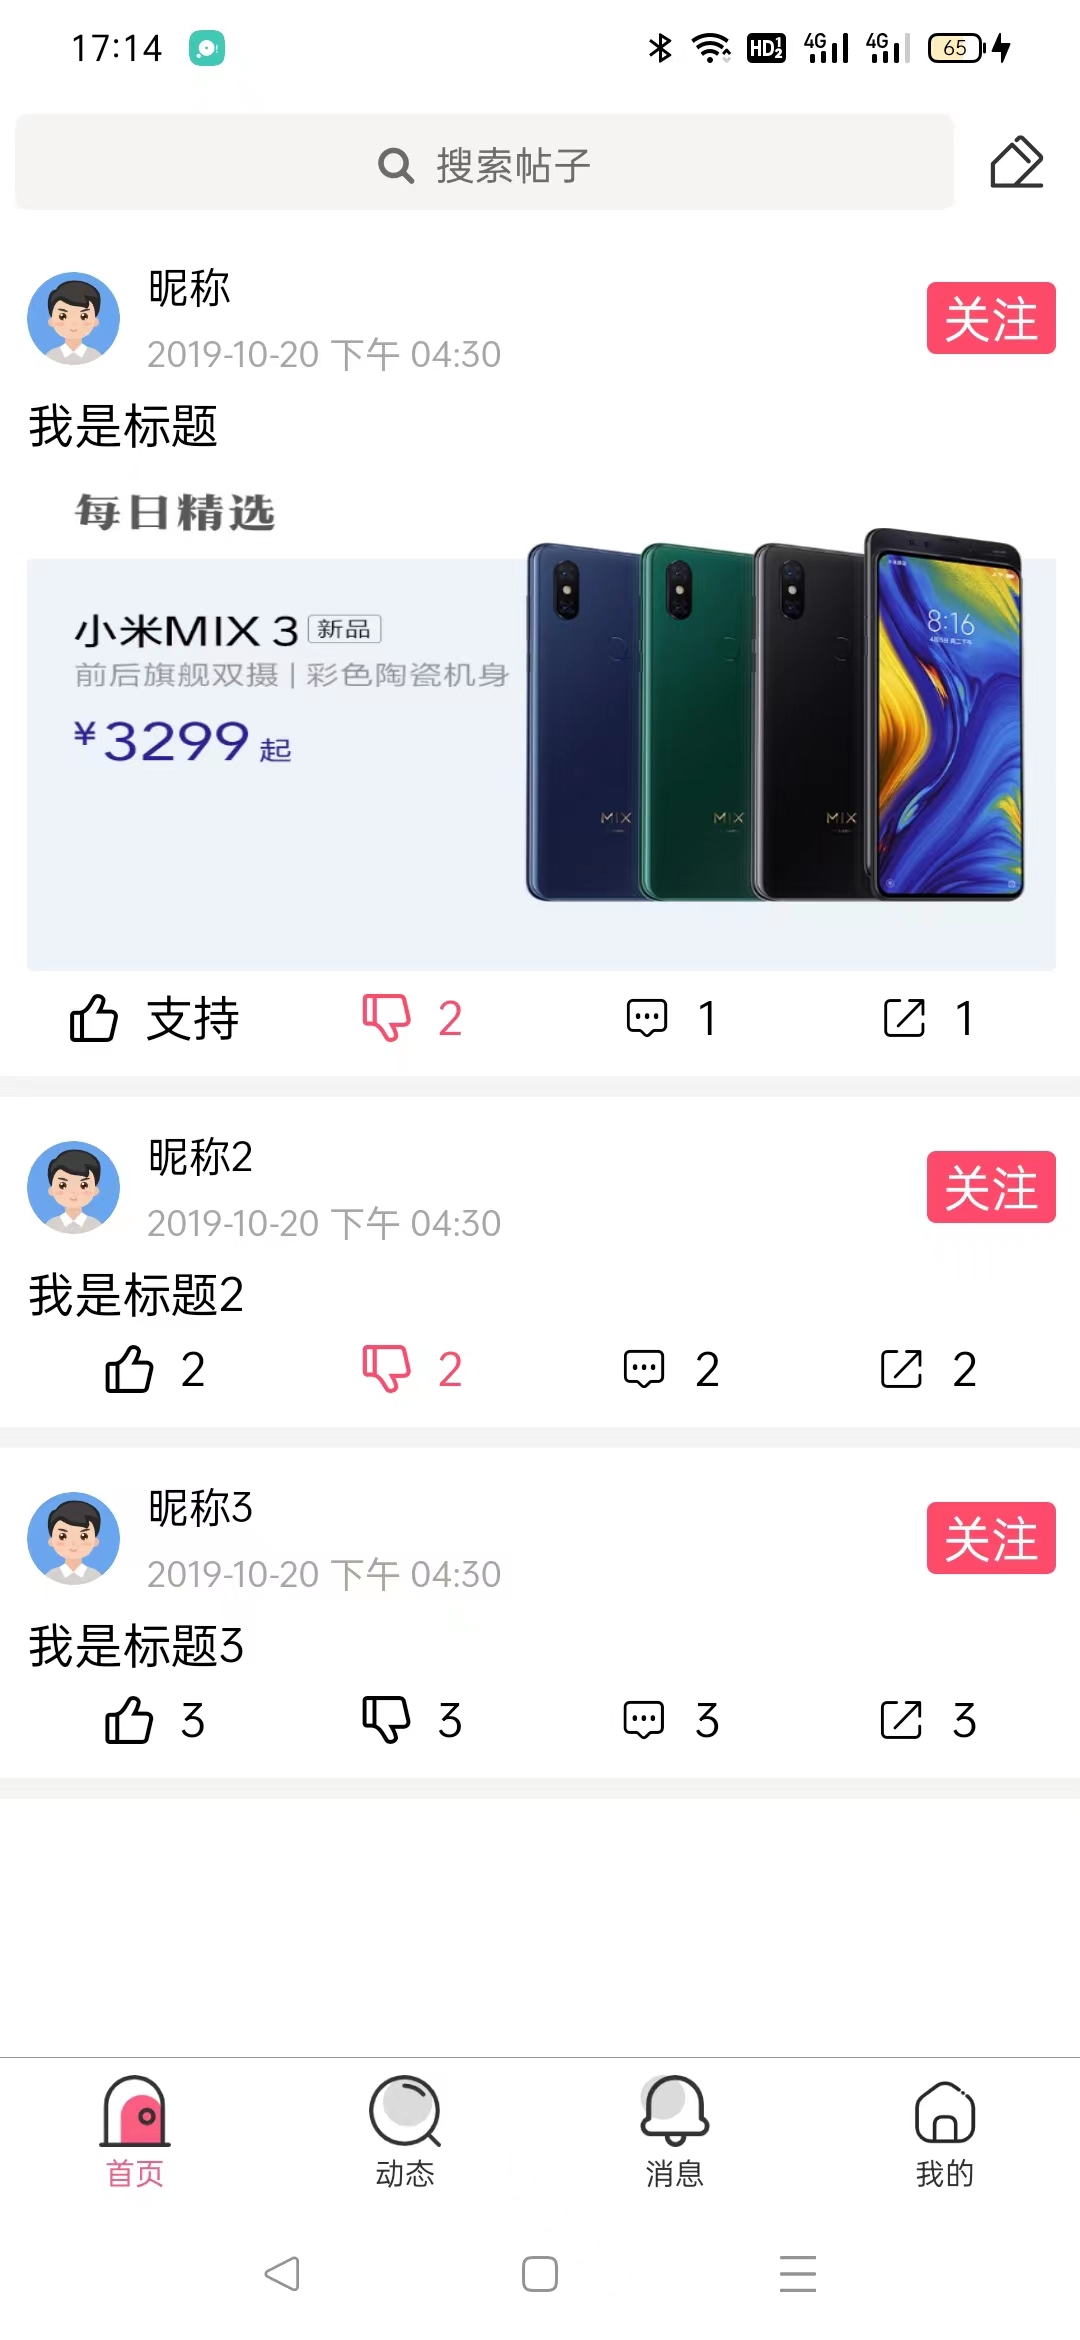 17:14 HD 1 2 4G 4G 65
搜索帖子
昵称
关注
2019-10-20 下午 04:30
我是标题
每日精选
小米MIX 3 新品
前后旗舰双摄 | 彩色陶瓷机身
¥3299 起
8:16
MIX MIX MIX
支持 2 1 1
昵称2
关注
2019-10-20 下午 04:30
我是标题2
2 2 2 2
昵称3
关注
2019-10-20 下午 04:30
我是标题3
3 3 3 3
首页 动态 消息 我的